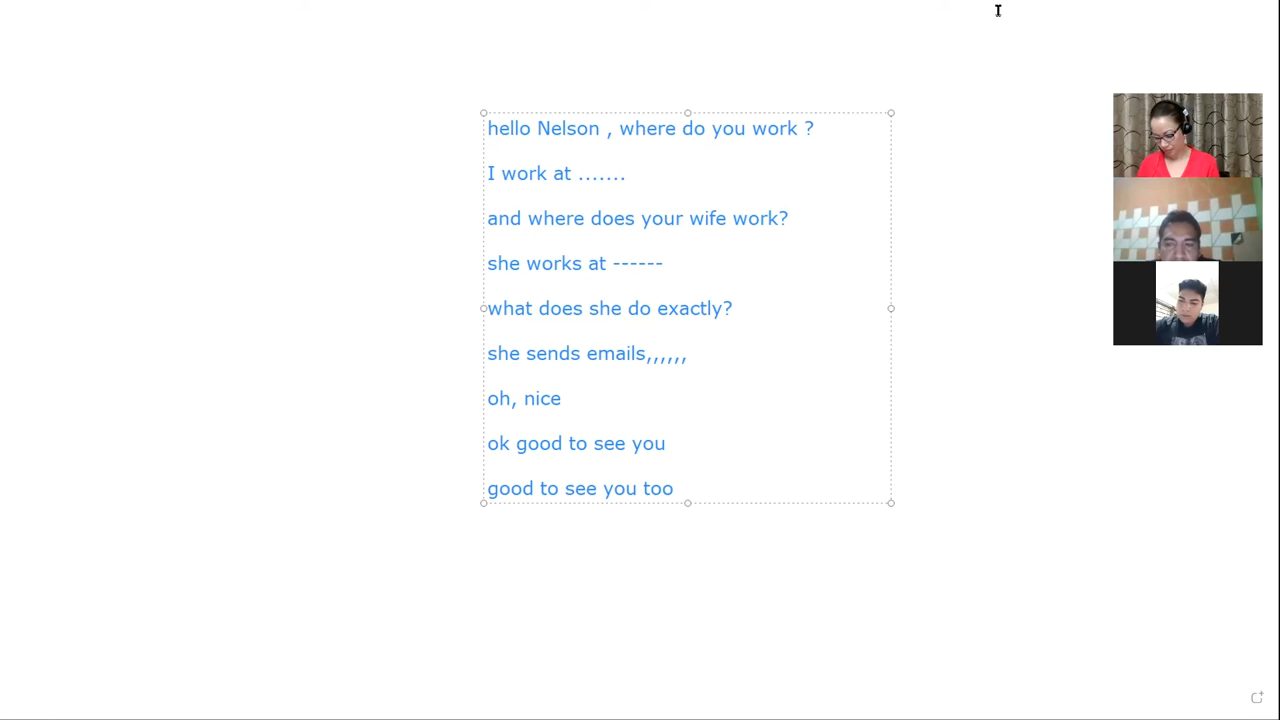 hello Nelson , where do you work ?
I work at .......
and where does your wife work?
she works at ------
what does she do exactly?
she sends emails,,,,,,
oh, nice
ok good to see you
good to see you too